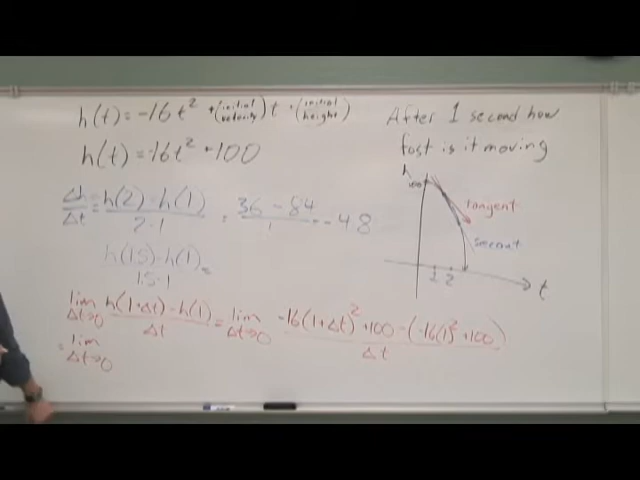 h(t) = -16t² + (initial velocity)t + (initial height)
h(t) = -16t² + 100
Δh/Δt = (h(2) - h(1))/(2-1) = (36 - 84)/1 = -48
(h(1.5) - h(1))/(1.5-1) =
lim Δt→0 (h(1+Δt) - h(1))/Δt = lim Δt→0 (-16(1+Δt)² + 100 - (-16(1)² + 100))/Δt
= lim Δt→0
After 1 second how
fast is it moving
h
100
tangent
secant
1 2
t